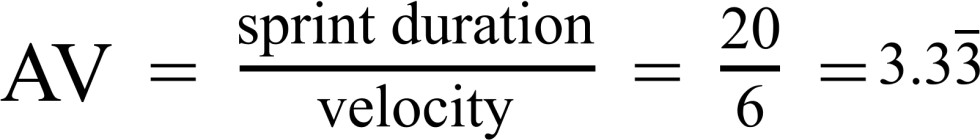 AV = sprint duration / velocity = 20 / 6 = 3.33̅